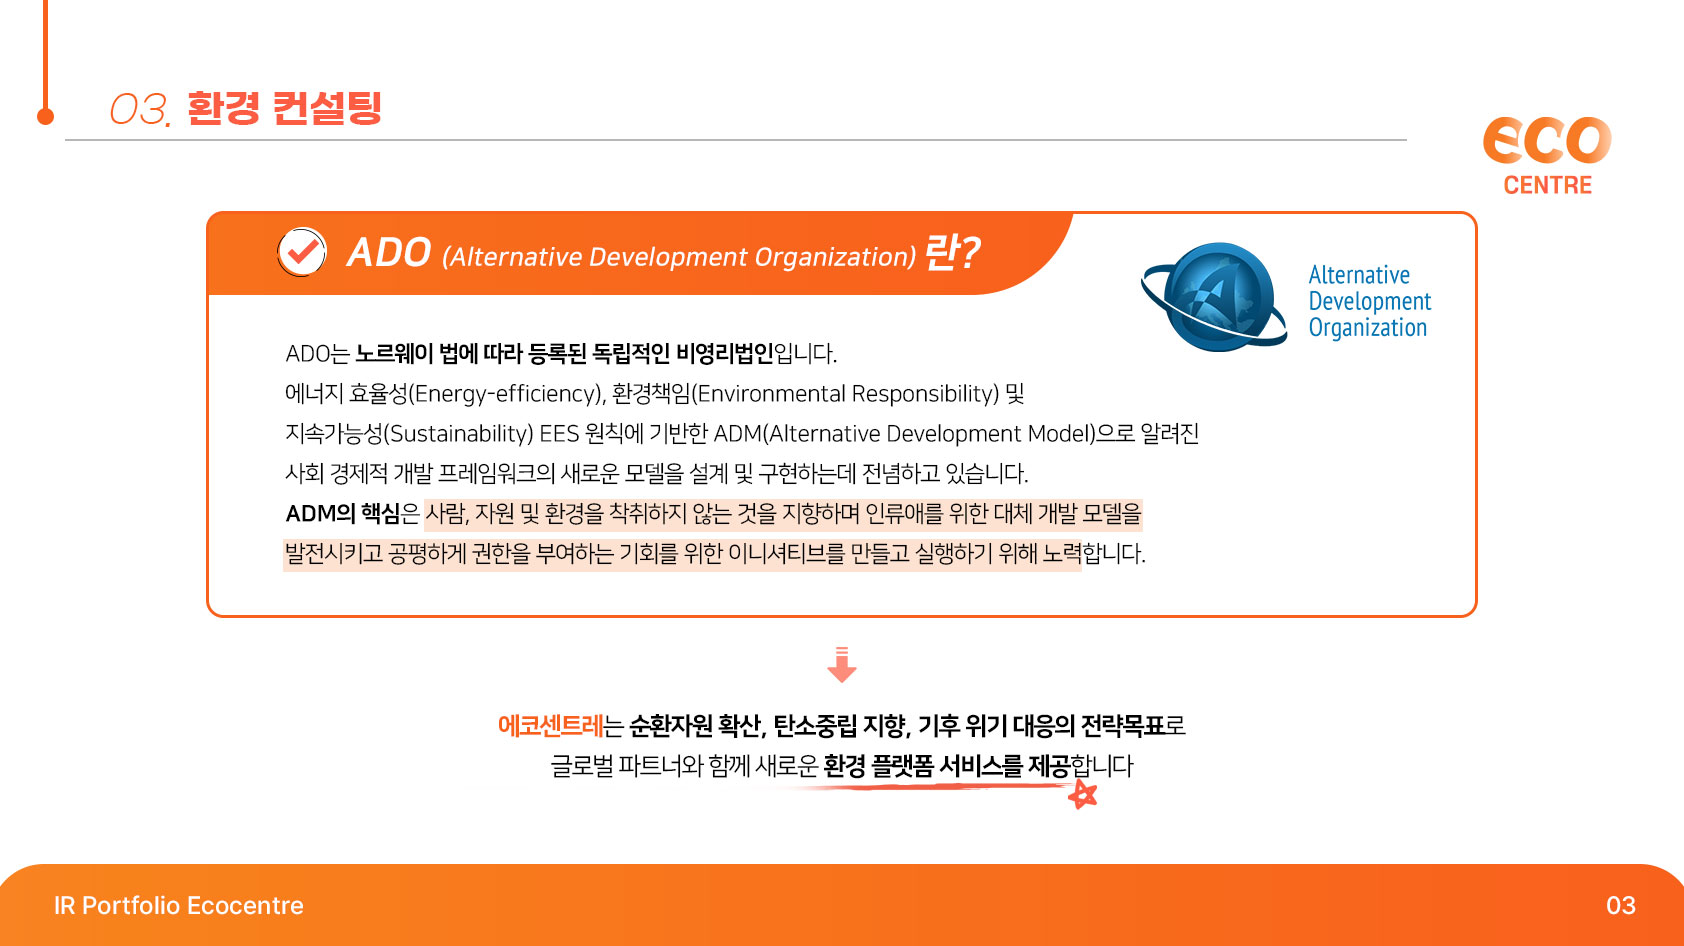 03. 환경 컨설팅
eco
CENTRE
ADO (Alternative Development Organization) 란?
Alternative
Development
Organization
ADO는 노르웨이 법에 따라 등록된 독립적인 비영리법인입니다.
에너지 효율성(Energy-efficiency), 환경책임(Environmental Responsibility) 및
지속가능성(Sustainability) EES 원칙에 기반한 ADM(Alternative Development Model)으로 알려진
사회 경제적 개발 프레임워크의 새로운 모델을 설계 및 구현하는데 전념하고 있습니다.
ADM의 핵심은 사람, 자원 및 환경을 착취하지 않는 것을 지향하며 인류애를 위한 대체 개발 모델을
발전시키고 공평하게 권한을 부여하는 기회를 위한 이니셔티브를 만들고 실행하기 위해 노력합니다.
에코센트레는 순환자원 확산, 탄소중립 지향, 기후 위기 대응의 전략목표로
글로벌 파트너와 함께 새로운 환경 플랫폼 서비스를 제공합니다
IR Portfolio Ecocentre
03